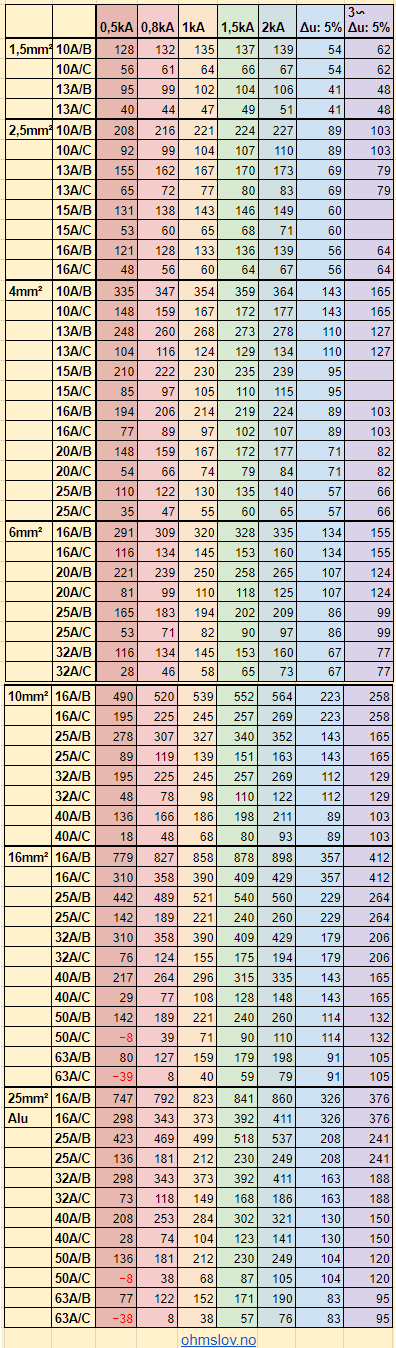 0,5kA 0,8kA 1kA 1,5kA 2kA Δu: 5% 3∽ Δu: 5%
1,5mm² 10A/B 128 132 135 137 139 54 62
10A/C 56 61 64 66 67 54 62
13A/B 95 99 102 104 106 41 48
13A/C 40 44 47 49 51 41 48
2,5mm² 10A/B 208 216 221 224 227 89 103
10A/C 92 99 104 107 110 89 103
13A/B 155 162 167 170 173 69 79
13A/C 65 72 77 80 83 69 79
15A/B 131 138 143 146 149 60
15A/C 53 60 65 68 71 60
16A/B 121 128 133 136 139 56 64
16A/C 48 56 60 64 67 56 64
4mm² 10A/B 335 347 354 359 364 143 165
10A/C 148 159 167 172 177 143 165
13A/B 248 260 268 273 278 110 127
13A/C 104 116 124 129 134 110 127
15A/B 210 222 230 235 239 95
15A/C 85 97 105 110 115 95
16A/B 194 206 214 219 224 89 103
16A/C 77 89 97 102 107 89 103
20A/B 148 159 167 172 177 71 82
20A/C 54 66 74 79 84 71 82
25A/B 110 122 130 135 140 57 66
25A/C 35 47 55 60 65 57 66
6mm² 16A/B 291 309 320 328 335 134 155
16A/C 116 134 145 153 160 134 155
20A/B 221 239 250 258 265 107 124
20A/C 81 99 110 118 125 107 124
25A/B 165 183 194 202 209 86 99
25A/C 53 71 82 90 97 86 99
32A/B 116 134 145 153 160 67 77
32A/C 28 46 58 65 73 67 77
10mm² 16A/B 490 520 539 552 564 223 258
16A/C 195 225 245 257 269 223 258
25A/B 278 307 327 340 352 143 165
25A/C 89 119 139 151 163 143 165
32A/B 195 225 245 257 269 112 129
32A/C 48 78 98 110 122 112 129
40A/B 136 166 186 198 211 89 103
40A/C 18 48 68 80 93 89 103
16mm² 16A/B 779 827 858 878 898 357 412
16A/C 310 358 390 409 429 357 412
25A/B 442 489 521 540 560 229 264
25A/C 142 189 221 240 260 229 264
32A/B 310 358 390 409 429 179 206
32A/C 76 124 155 175 194 179 206
40A/B 217 264 296 315 335 143 165
40A/C 29 77 108 128 148 143 165
50A/B 142 189 221 240 260 114 132
50A/C −8 39 71 90 110 114 132
63A/B 80 127 159 179 198 91 105
63A/C −39 8 40 59 79 91 105
25mm² 16A/B 747 792 823 841 860 326 376
Alu 16A/C 298 343 373 392 411 326 376
25A/B 423 469 499 518 537 208 241
25A/C 136 181 212 230 249 208 241
32A/B 298 343 373 392 411 163 188
32A/C 73 118 149 168 186 163 188
40A/B 208 253 284 302 321 130 150
40A/C 28 74 104 123 141 130 150
50A/B 136 181 212 230 249 104 120
50A/C −8 38 68 87 105 104 120
63A/B 77 122 152 171 190 83 95
63A/C −38 8 38 57 76 83 95
ohmslov.no